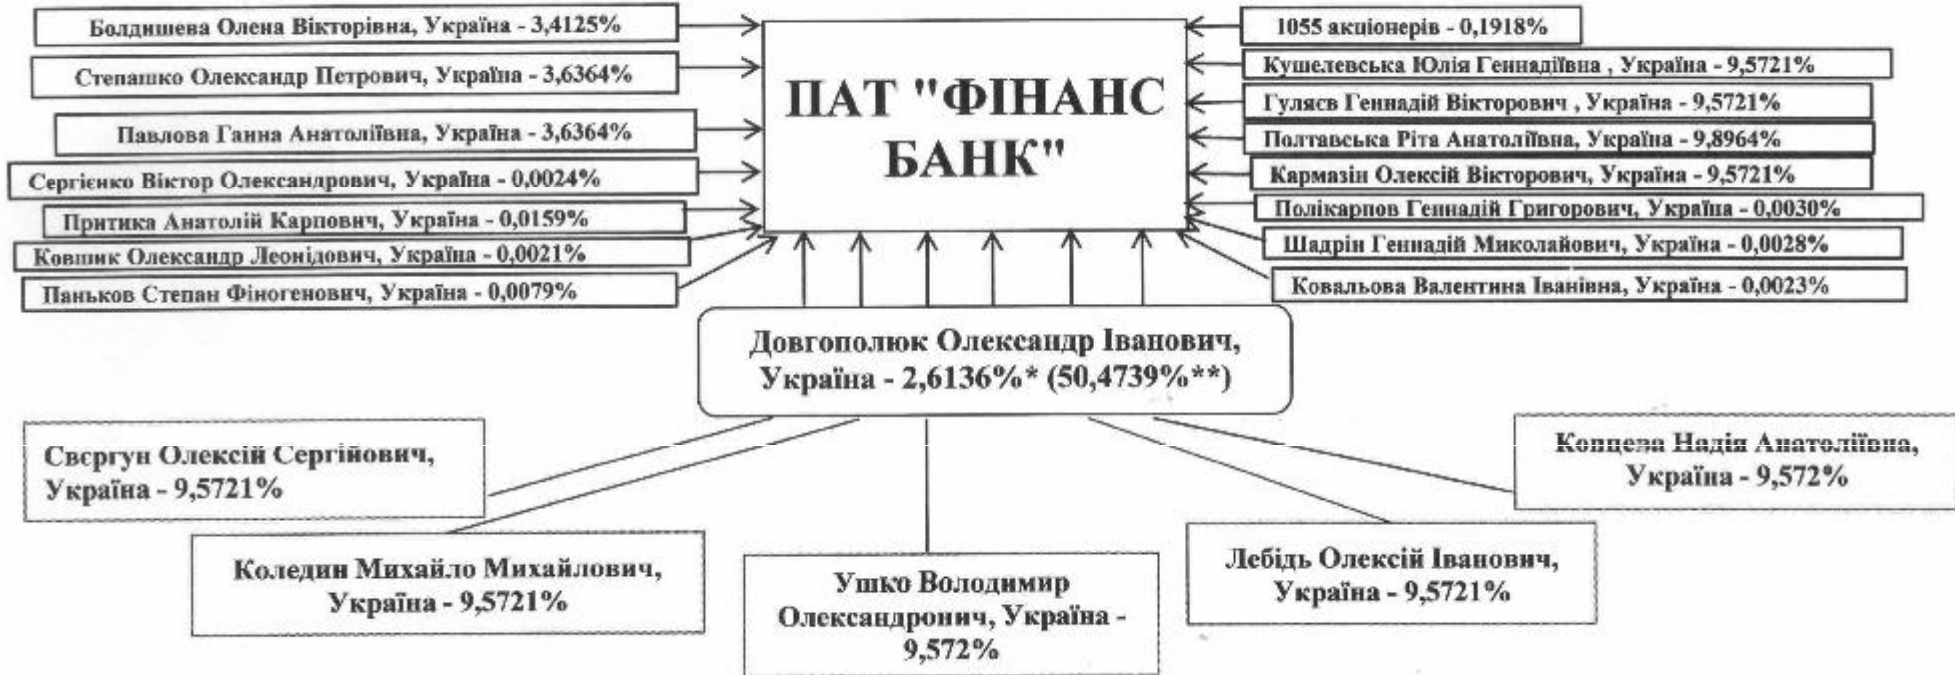 Болдишева Олена Вікторівна, Україна - 3,4125%
Степашко Олександр Петрович, Україна - 3,6364%
Павлова Ганна Анатоліївна, Україна - 3,6364%
Сергієнко Віктор Олександрович, Україна - 0,0024%
Притика Анатолій Карпович, Україна - 0,0159%
Ковшик Олександр Леонідович, Україна - 0,0021%
Паньков Степан Фіногенович, Україна - 0,0079%
ПАТ "ФІНАНС
БАНК"
1055 акціонерів - 0,1918%
Кушелевська Юлія Геннадіївна , Україна - 9,5721%
Гуляєв Геннадій Вікторович , Україна - 9,5721%
Полтавська Ріта Анатоліївна, Україна - 9,8964%
Кармазін Олексій Вікторович, Україна - 9,5721%
Полікарпов Геннадій Григорович, Україна - 0,0030%
Шадрін Геннадій Миколайович, Україна - 0,0028%
Ковальова Валентина Іванівна, Україна - 0,0023%
Довгополюк Олександр Іванович,
Україна - 2,6136%* (50,4739%**)
Свєргун Олексій Сергійович,
Україна - 9,5721%
Коледин Михайло Михайлович,
Україна - 9,5721%
Ушко Володимир
Олександрович, Україна -
9,572%
Лебідь Олексій Іванович,
Україна - 9,5721%
Копцева Надія Анатоліївна,
Україна - 9,572%